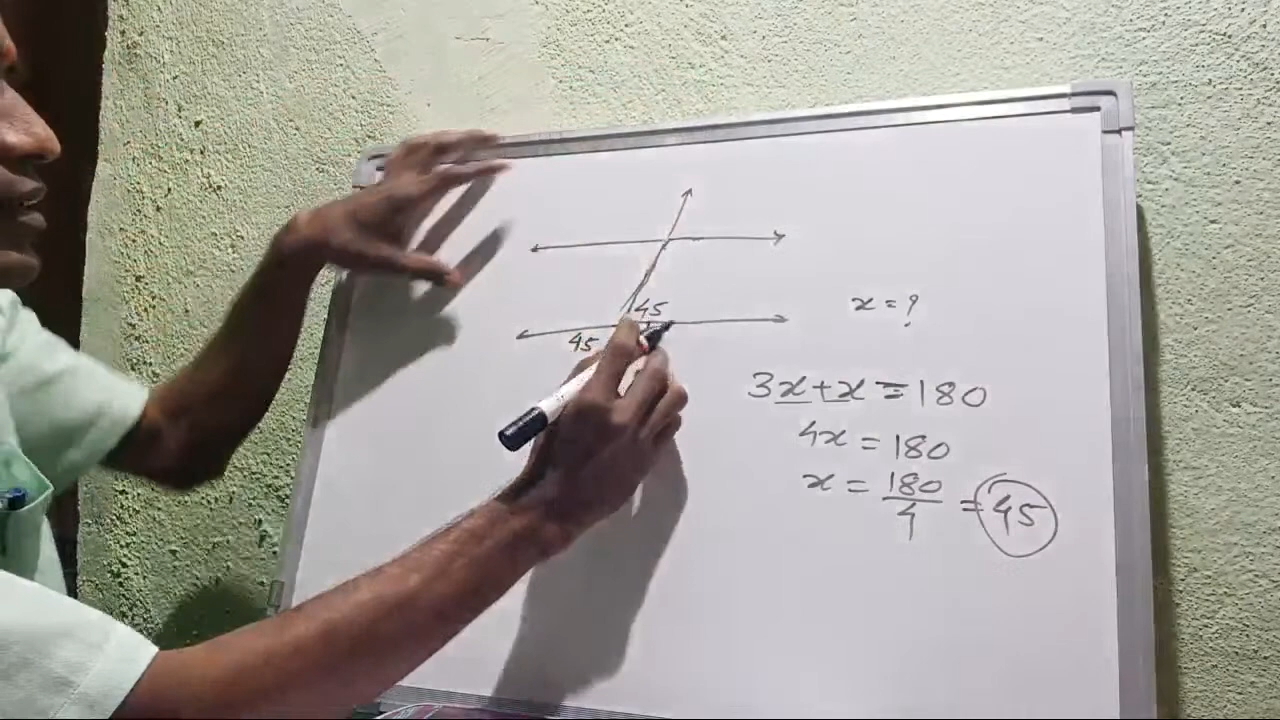 45
45
x = ?
3x + x = 180
4x = 180
x = 180/4 = 45